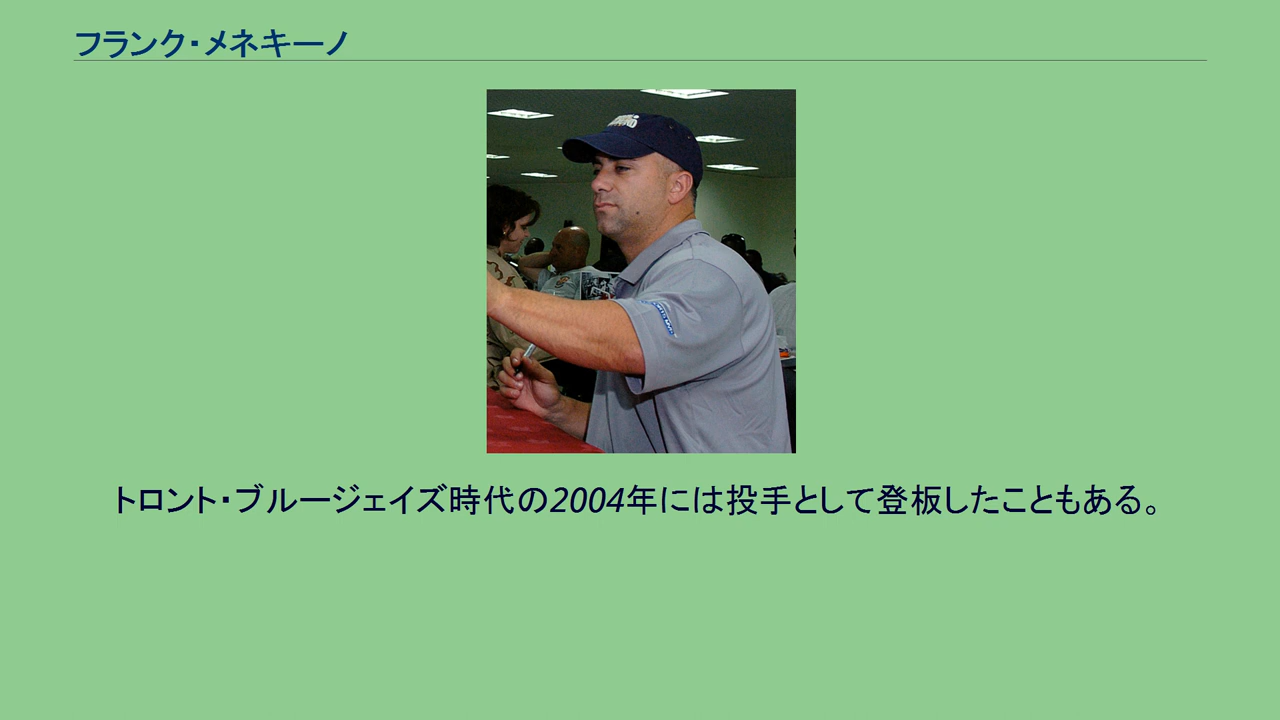 フランク・メネキーノ
トロント・ブルージェイズ時代の2004年には投手として登板したこともある。